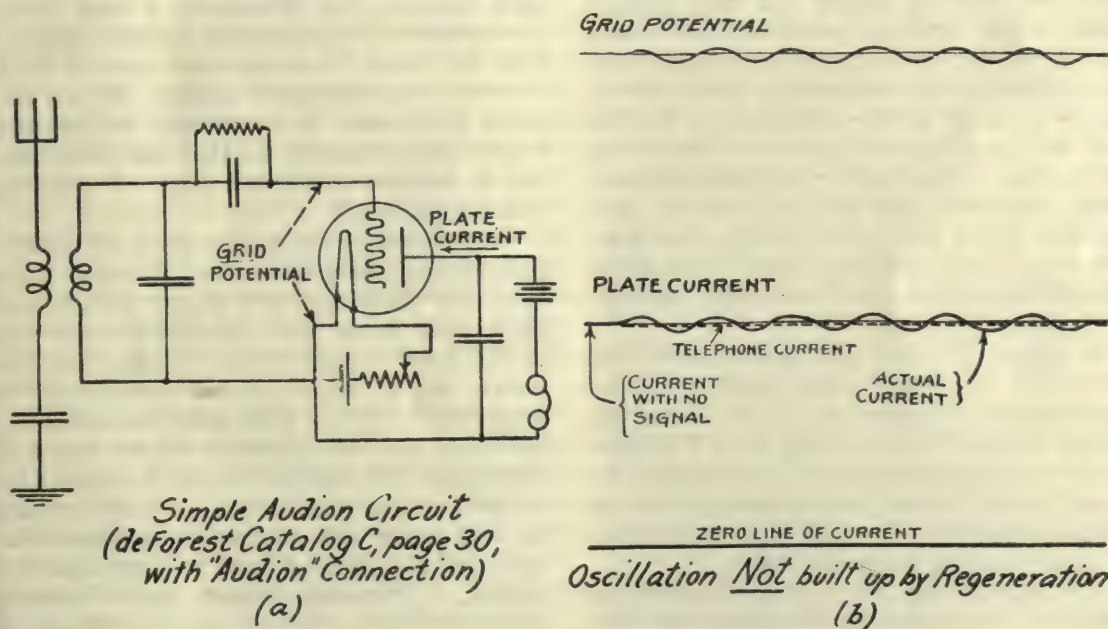 GRID POTENTIAL
GRID
POTENTIAL
PLATE
CURRENT
Simple Audion Circuit
(de Forest Catalog C, page 30,
with "Audion" Connection)
(a)
PLATE CURRENT
TELEPHONE CURRENT
CURRENT
WITH NO
SIGNAL
ACTUAL
CURRENT
ZERO LINE OF CURRENT
Oscillation Not built up by Regeneration
(b)